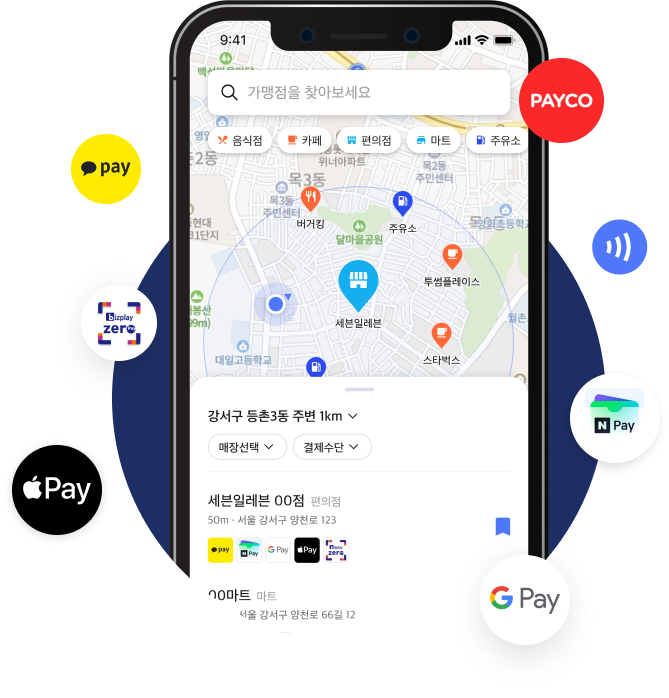 9:41
가맹점을 찾아보세요
음식점
카페
편의점
마트
주유소
위너아파트
목2동
주민센터
목3동
목3동
주민센터
버거킹
주유소
달마을공원
투썸플레이스
세븐일레븐
스타벅스
대일고등학교
강서구 등촌3동 주변 1km
매장선택
결제수단
세븐일레븐 00점 편의점
50m · 서울 강서구 양천로 123
pay
N Pay
G Pay
Pay
bizplay
zero
00마트 마트
서울 강서구 양천로 66길 12
PAYCO
pay
bizplay
zero Pay
N Pay
Pay
G Pay